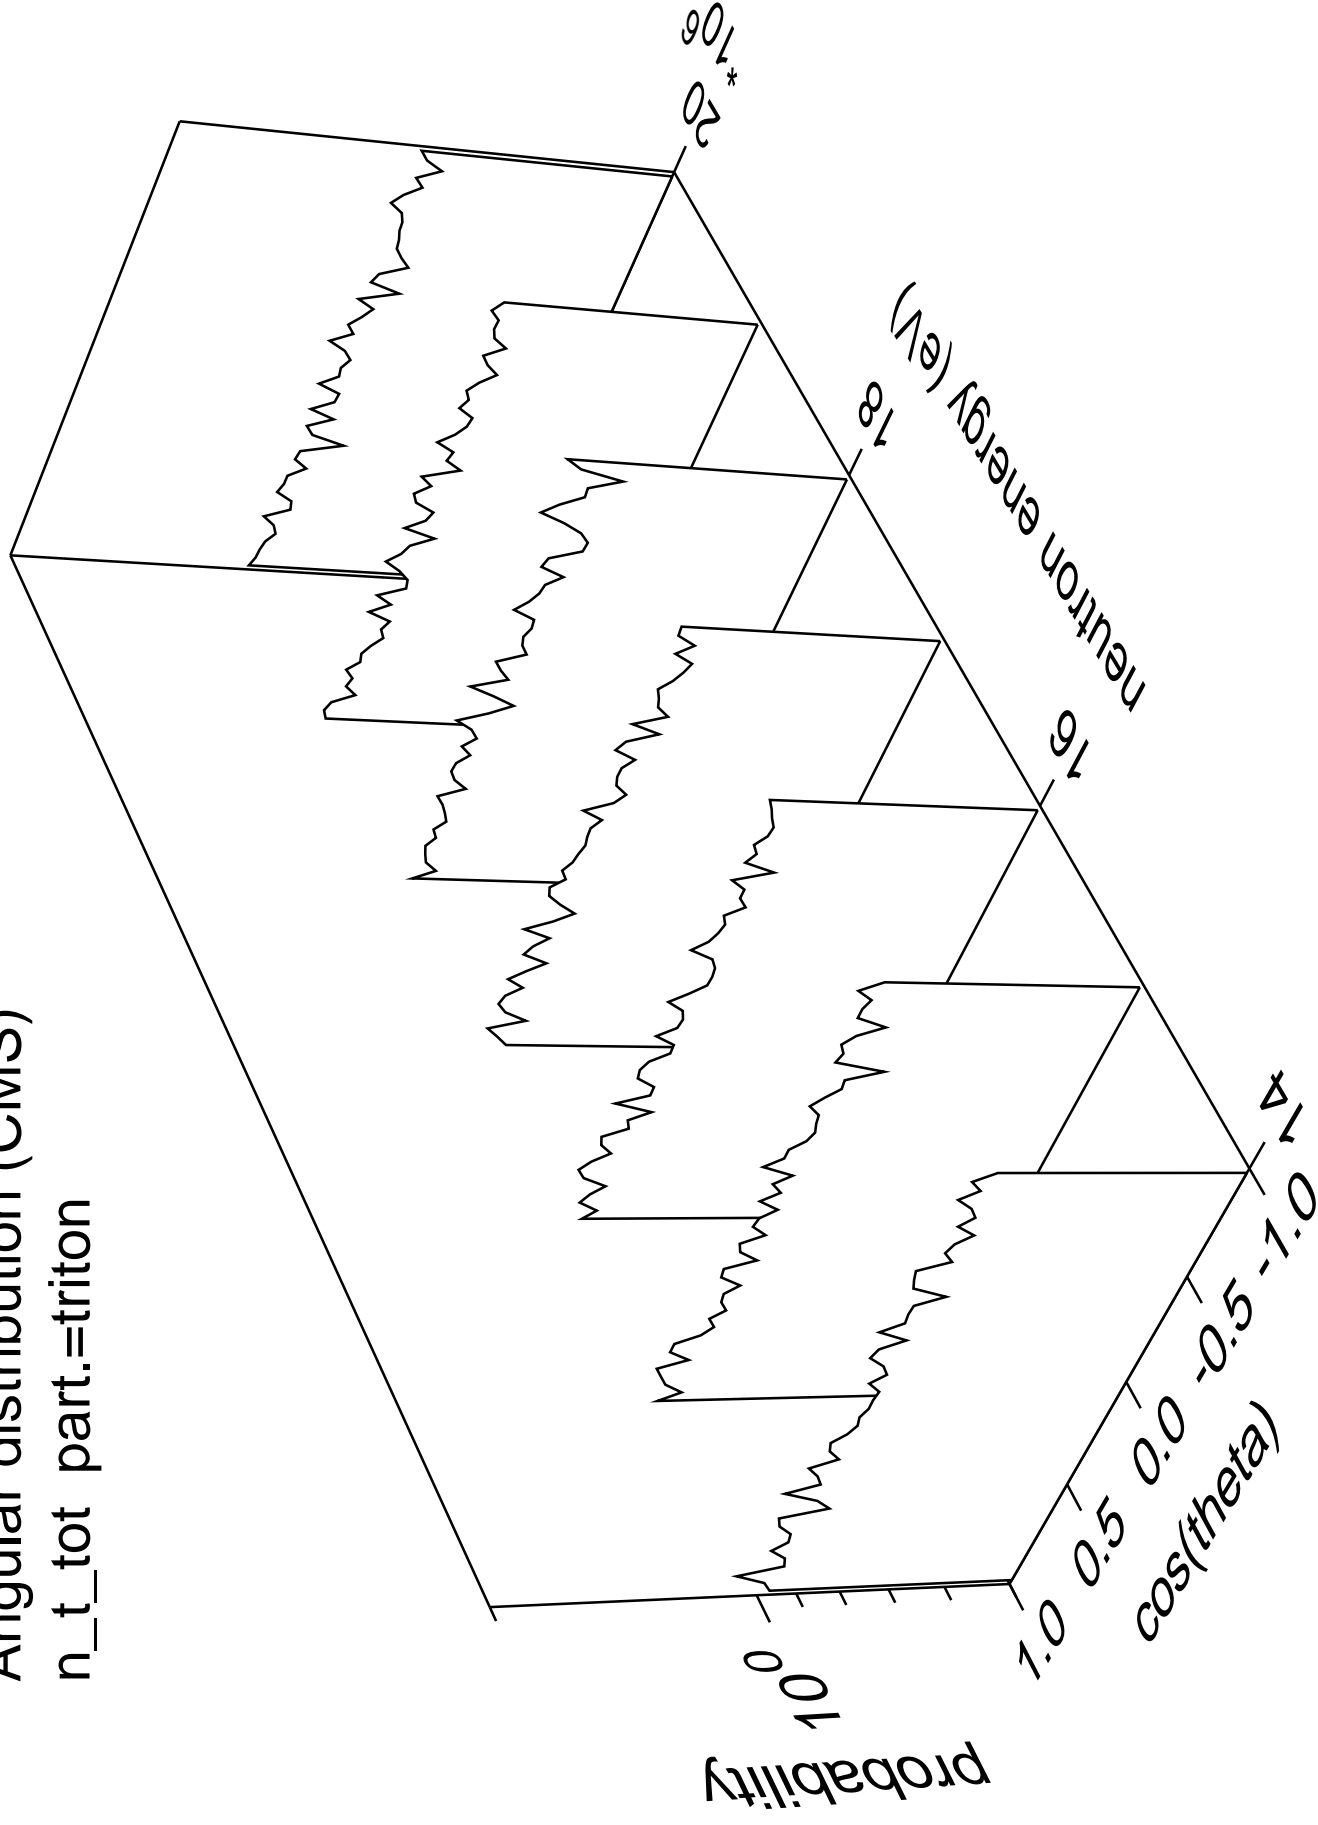 Angular distribution (CMS)
n_t_tot part.=triton
probability
10^0
1.0 0.5 0.0 -0.5 -1.0
cos(theta)
14 16 18 20
* 10^6
neutron energy (eV)